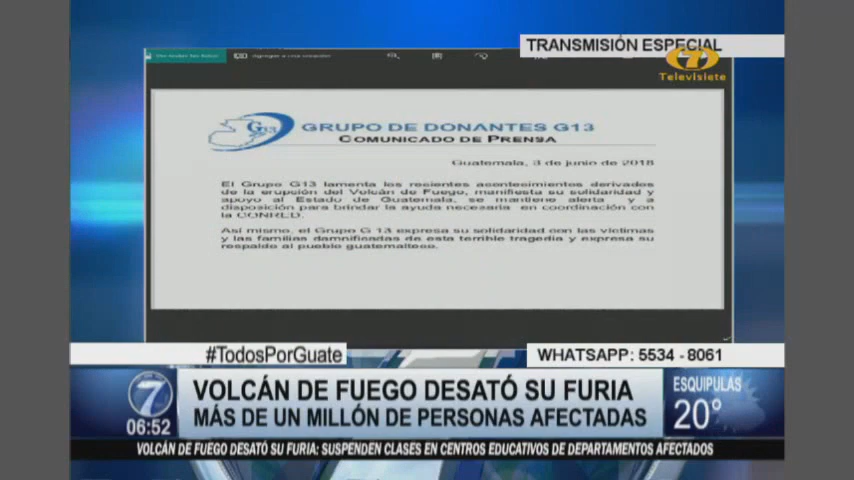 TRANSMISIÓN ESPECIAL
7
Televisiete
G13
GRUPO DE DONANTES G13
COMUNICADO DE PRENSA
Guatemala, 3 de junio de 2018
El Grupo G13 lamenta los recientes acontecimientos derivados
de la erupción del Volcán de Fuego, manifiesta su solidaridad y
apoyo al Estado de Guatemala, se mantiene alerta y a
disposición para brindar la ayuda necesaria en coordinación con
la CONRED.
Así mismo, el Grupo G 13 expresa su solidaridad con las víctimas
y las familias damnificadas de esta terrible tragedia y expresa su
respaldo al pueblo guatemalteco.
#TodosPorGuate
WHATSAPP: 5534 - 8061
7
06:52
VOLCÁN DE FUEGO DESATÓ SU FURIA
MÁS DE UN MILLÓN DE PERSONAS AFECTADAS
ESQUIPULAS
20°
VOLCÁN DE FUEGO DESATÓ SU FURIA: SUSPENDEN CLASES EN CENTROS EDUCATIVOS DE DEPARTAMENTOS AFECTADOS